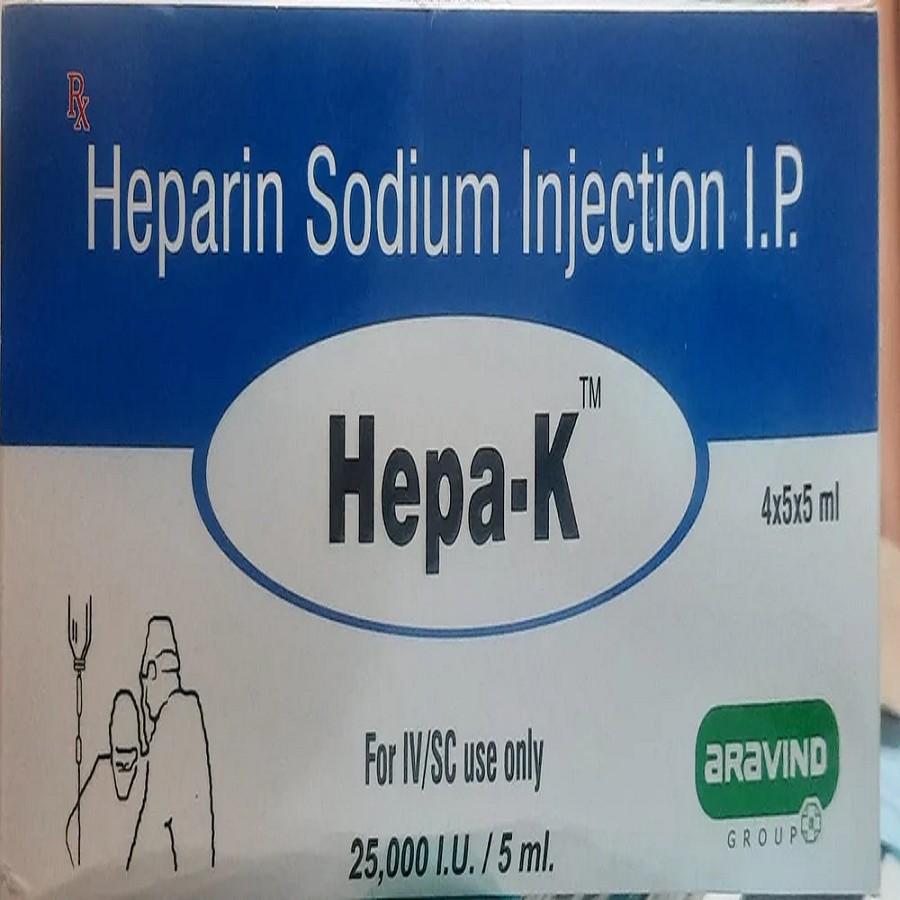 Rx
Heparin Sodium Injection I.P.
Hepa-K™
4x5x5 ml
For IV/SC use only
25,000 I.U. / 5 ml.
aRaVIND
GROUP